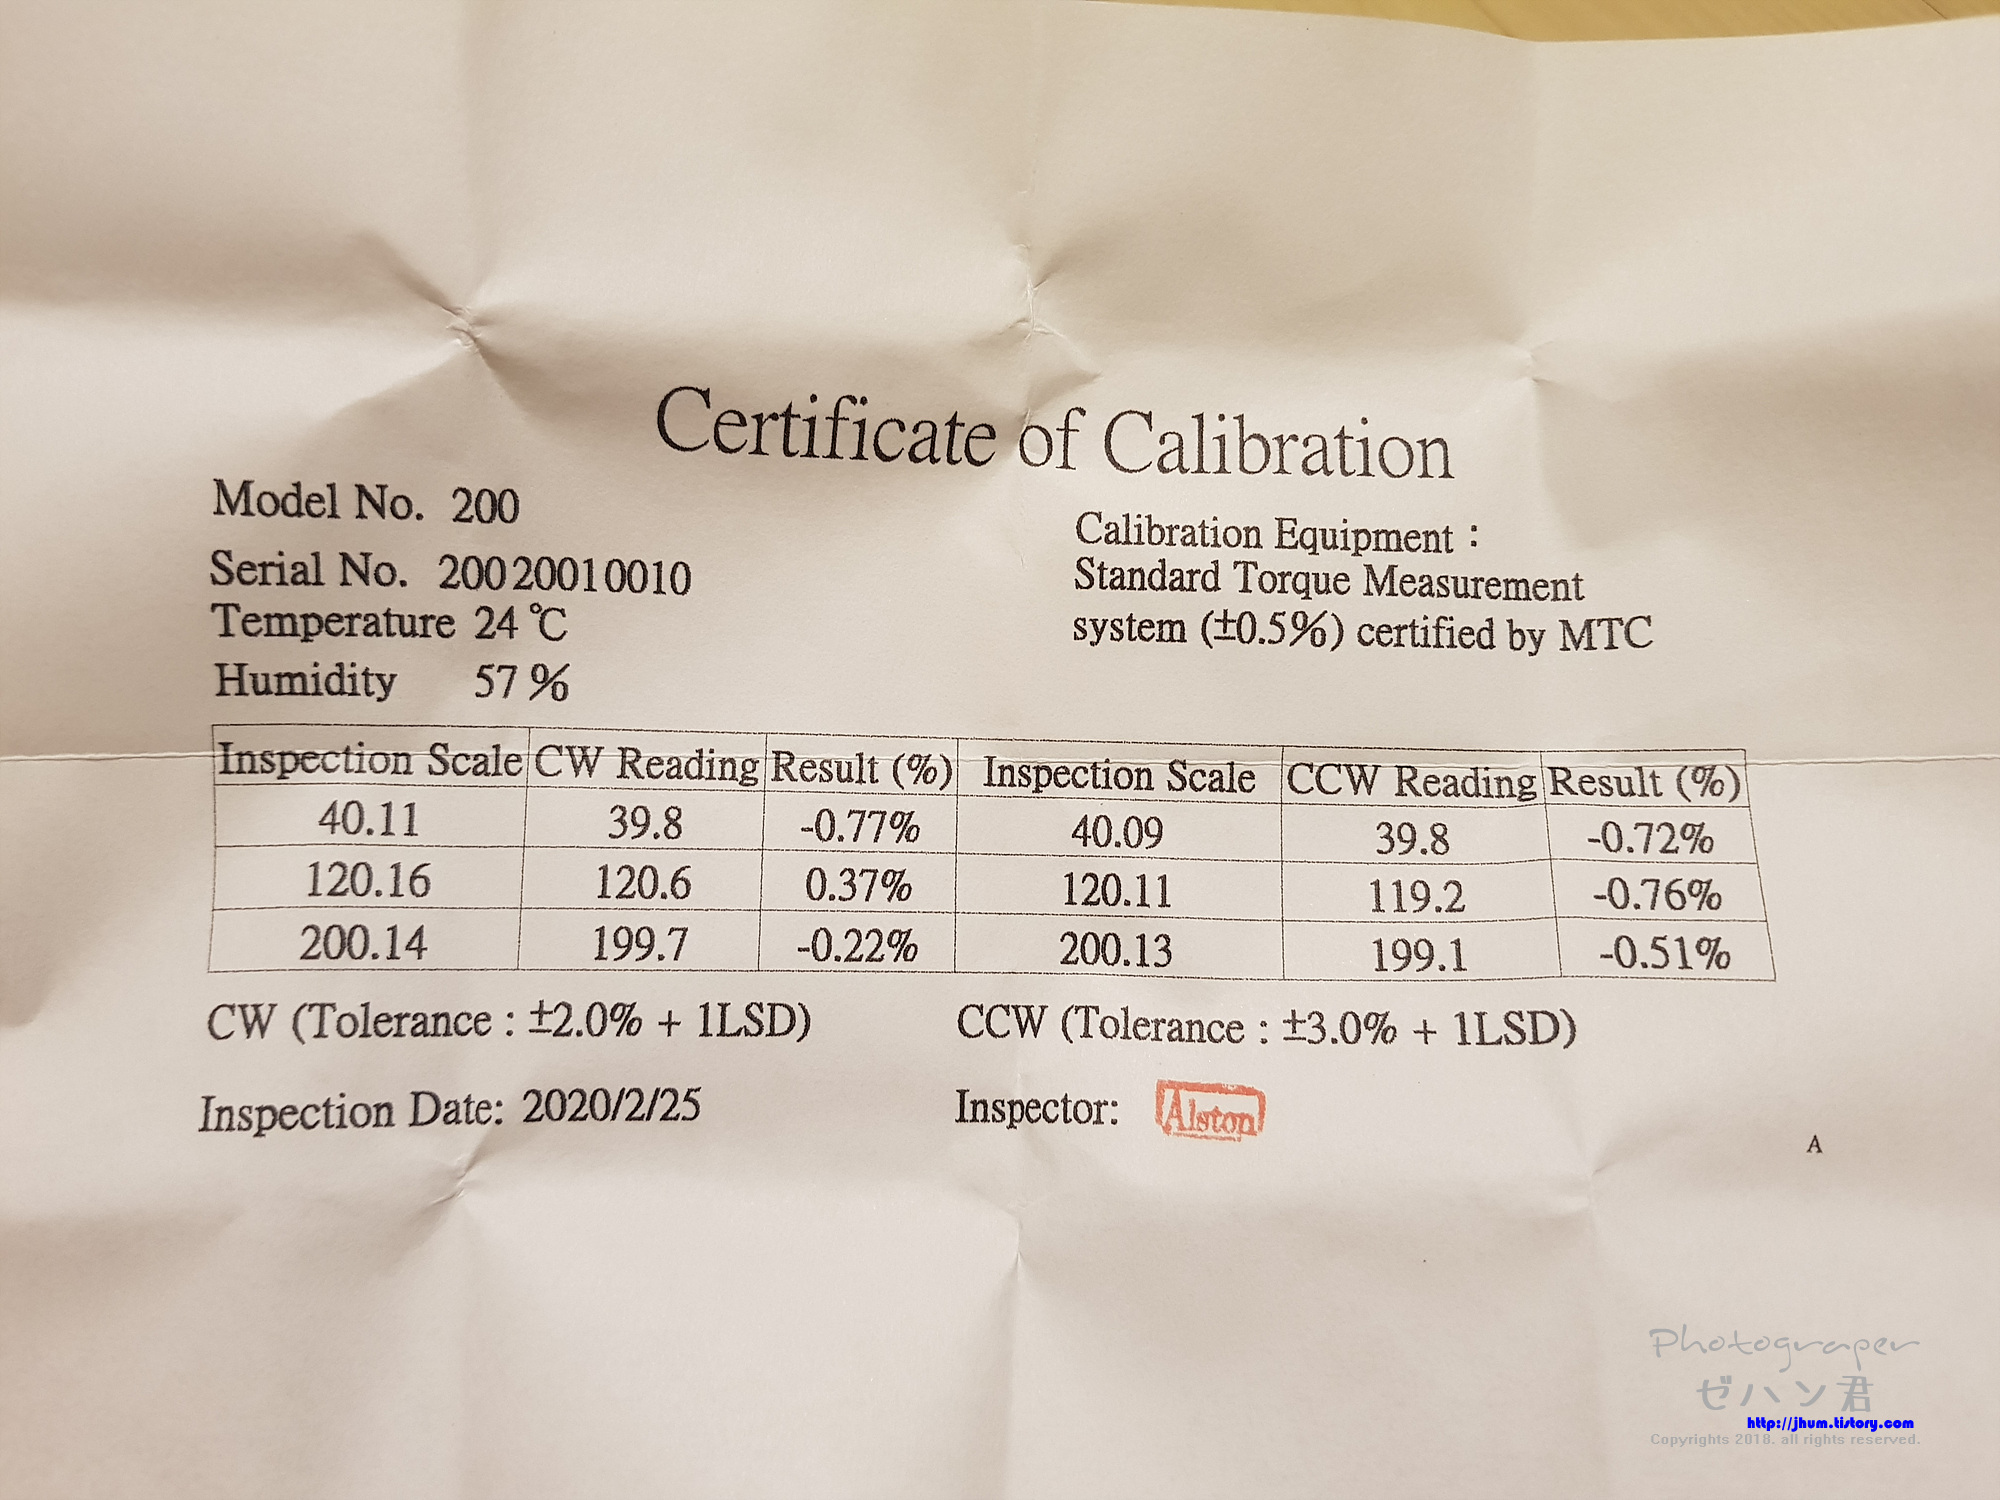 Certificate of Calibration
Model No. 200
Serial No. 20020010010
Temperature 24 ℃
Humidity 57 %
Calibration Equipment :
Standard Torque Measurement
system (±0.5%) certified by MTC
Inspection Scale CW Reading Result (%) Inspection Scale CCW Reading Result (%)
40.11 39.8 -0.77% 40.09 39.8 -0.72%
120.16 120.6 0.37% 120.11 119.2 -0.76%
200.14 199.7 -0.22% 200.13 199.1 -0.51%
CW (Tolerance : ±2.0% + 1LSD) CCW (Tolerance : ±3.0% + 1LSD)
Inspection Date: 2020/2/25 Inspector: Alston
A
Photograper
ゼハン君
http://jhum.tistory.com
Copyrights 2018. all rights reserved.